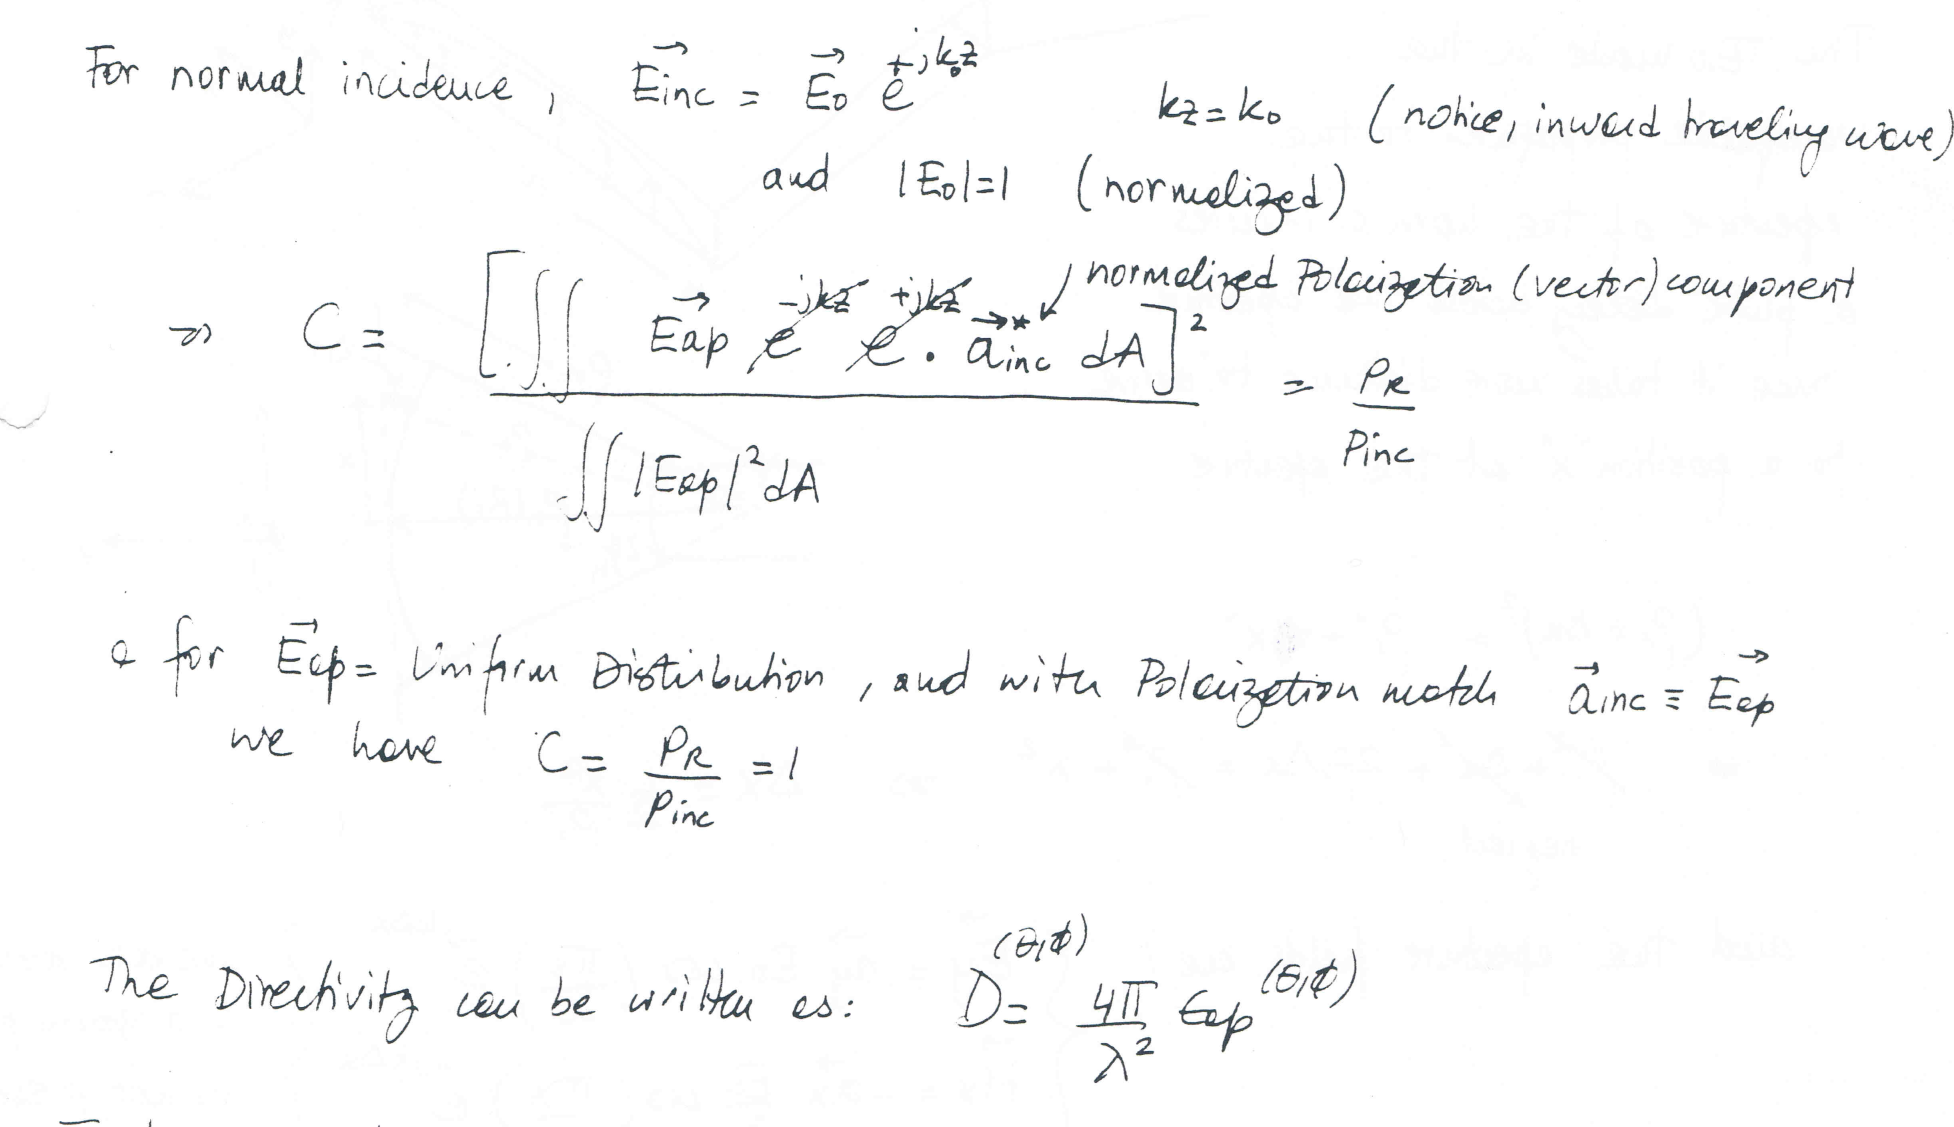 For normal incidence, E⃗inc = E⃗o e^{+jkoz} kz=ko (notice, inward traveling wave)
and |Eo|=1 (normalized)
⇒ C = [∬ E⃗ap e^{-jkz} e^{+jkz} · a⃗*inc dA]² / ∬ |Eap|² dA = PR / Pinc
normalized Polarization (vector) component
for E⃗ap = Uniform Distribution, and with Polarization match a⃗inc ≡ E⃗ap
we have C = PR / Pinc = 1
The Directivity can be written as: D(θ,φ) = 4π/λ² Eap(θ,φ)